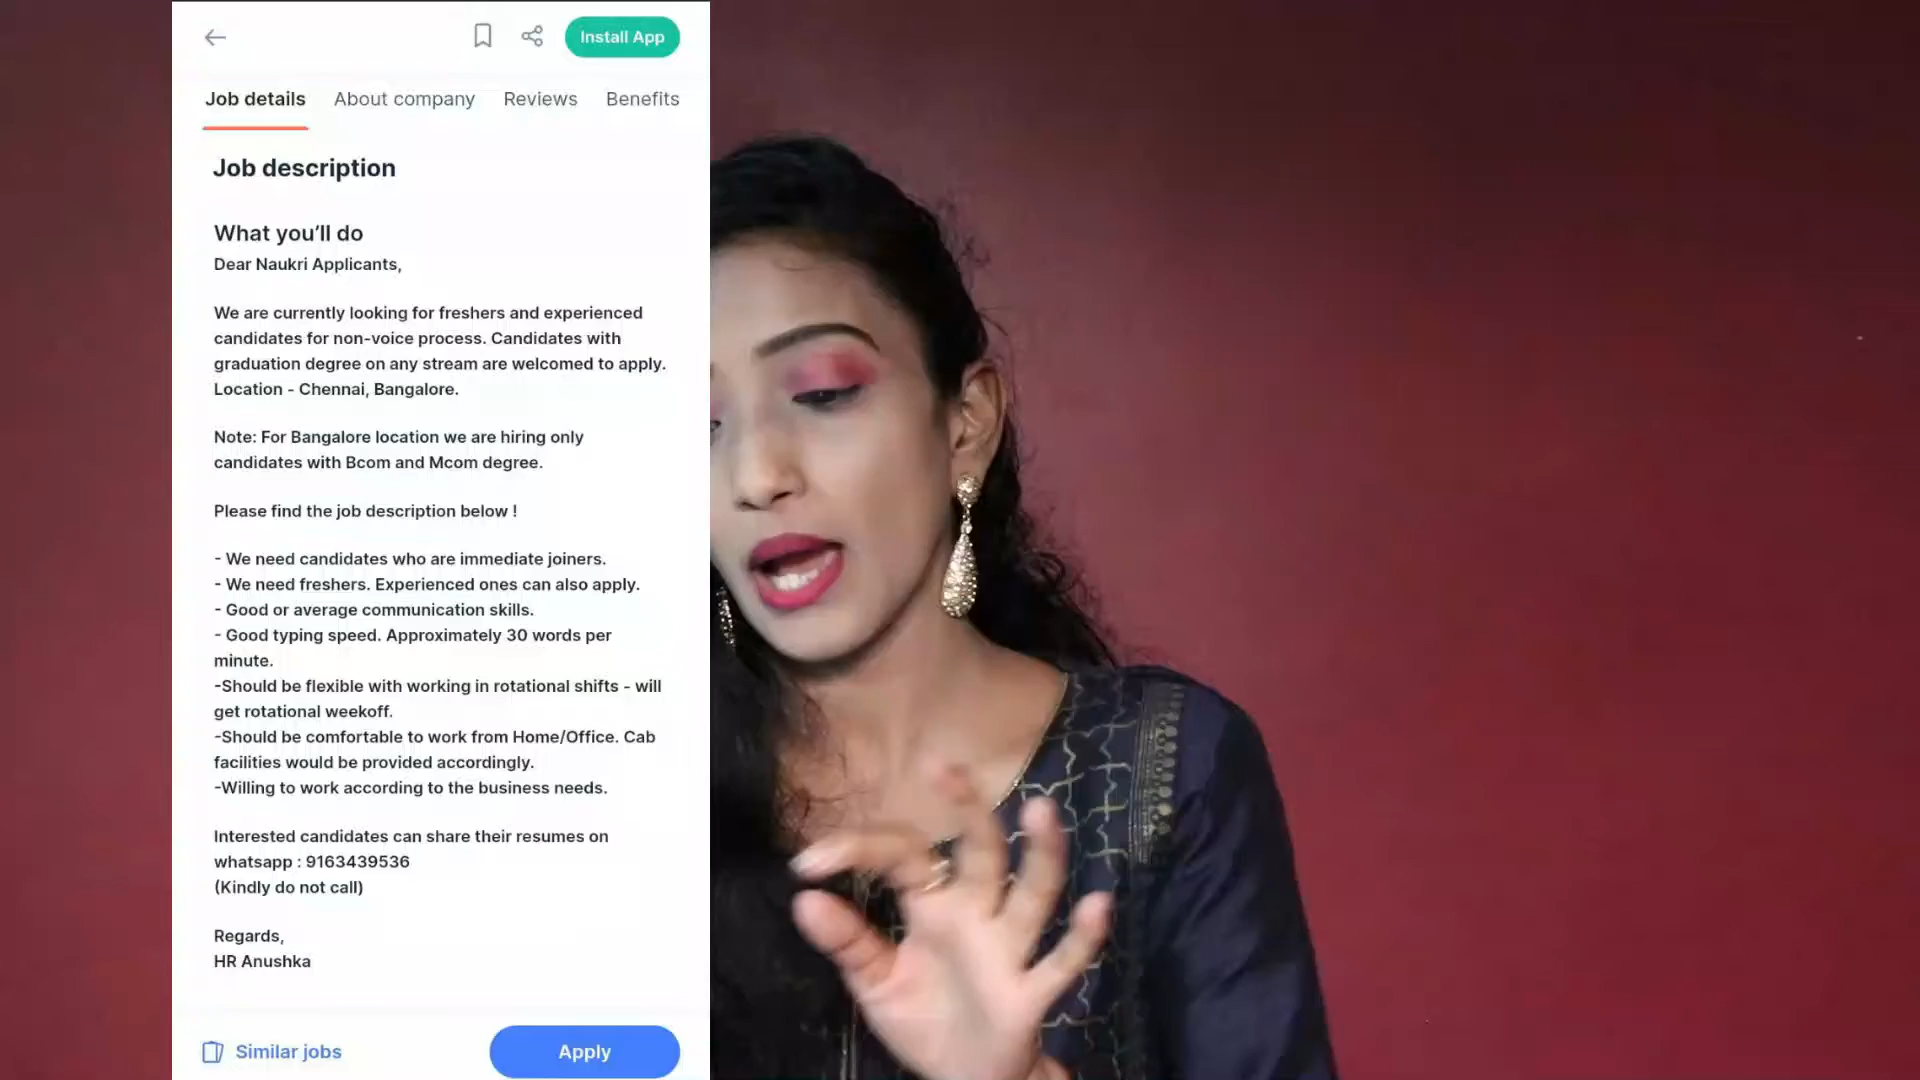 Install App
Job details
About company
Reviews
Benefits
Job description
What you'll do
Dear Naukri Applicants,
We are currently looking for freshers and experienced
candidates for non-voice process. Candidates with
graduation degree on any stream are welcomed to apply.
Location - Chennai, Bangalore.
Note: For Bangalore location we are hiring only
candidates with Bcom and Mcom degree.
Please find the job description below !
- We need candidates who are immediate joiners.
- We need freshers. Experienced ones can also apply.
- Good or average communication skills.
- Good typing speed. Approximately 30 words per
minute.
-Should be flexible with working in rotational shifts - will
get rotational weekoff.
-Should be comfortable to work from Home/Office. Cab
facilities would be provided accordingly.
-Willing to work according to the business needs.
Interested candidates can share their resumes on
whatsapp : 9163439536
(Kindly do not call)
Regards,
HR Anushka
Similar jobs
Apply